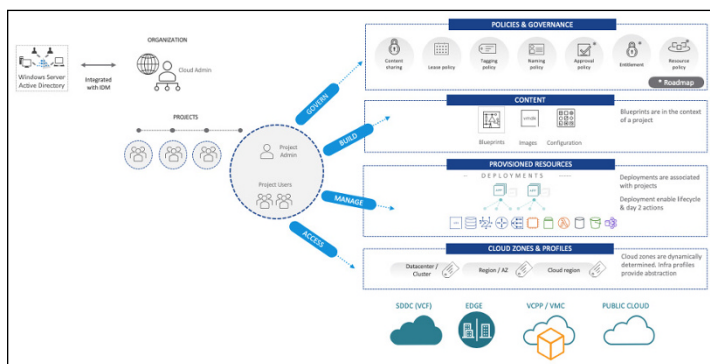 ORGANIZATION
Windows Server
Active Directory
Integrated
with IDM
Cloud Admin
PROJECTS
Project
Admin
Project Users
GOVERN
BUILD
MANAGE
ACCESS
POLICIES & GOVERNANCE
Content
sharing
Lease policy
Tagging
policy
Naming
policy
Approval
policy
*
Entitlement
*
Resource
policy
* Roadmap
CONTENT
Blueprints
Images
Configuration
Blueprints are in the context
of a project
PROVISIONED RESOURCES
DEPLOYMENTS
Deployments are associated
with projects
Deployment enable lifecycle
& day 2 actions
CLOUD ZONES & PROFILES
Datacenter /
Cluster
Region / AZ
Cloud region
Cloud zones are dynamically
determined. Infra profiles
provide abstraction
SDDC (VCF)
EDGE
VCPP / VMC
PUBLIC CLOUD